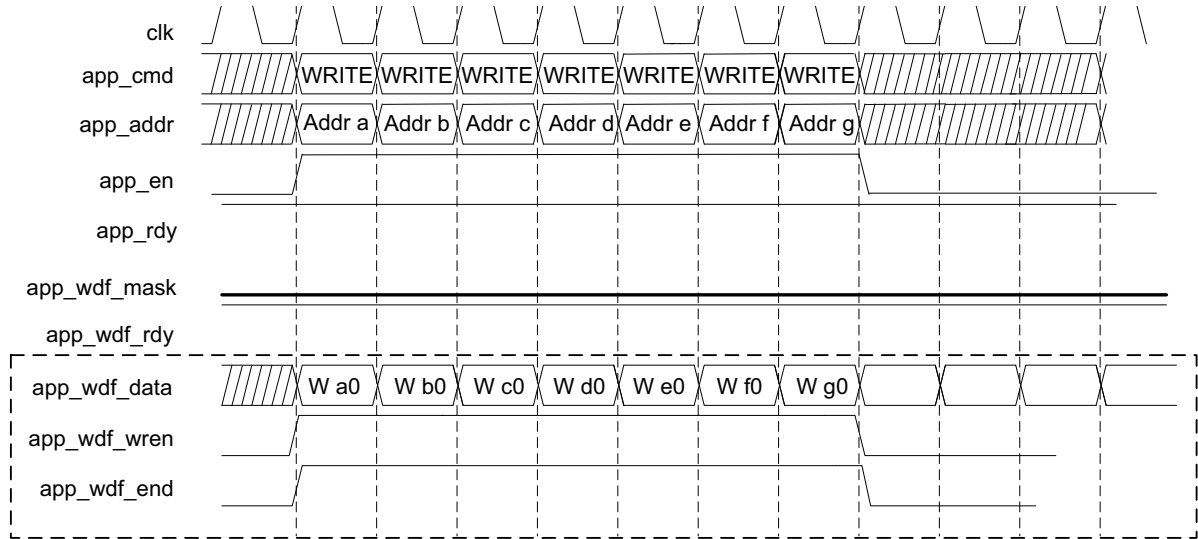 clk
app_cmd WRITE WRITE WRITE WRITE WRITE WRITE WRITE
app_addr Addr a Addr b Addr c Addr d Addr e Addr f Addr g
app_en
app_rdy
app_wdf_mask
app_wdf_rdy
app_wdf_data W a0 W b0 W c0 W d0 W e0 W f0 W g0
app_wdf_wren
app_wdf_end